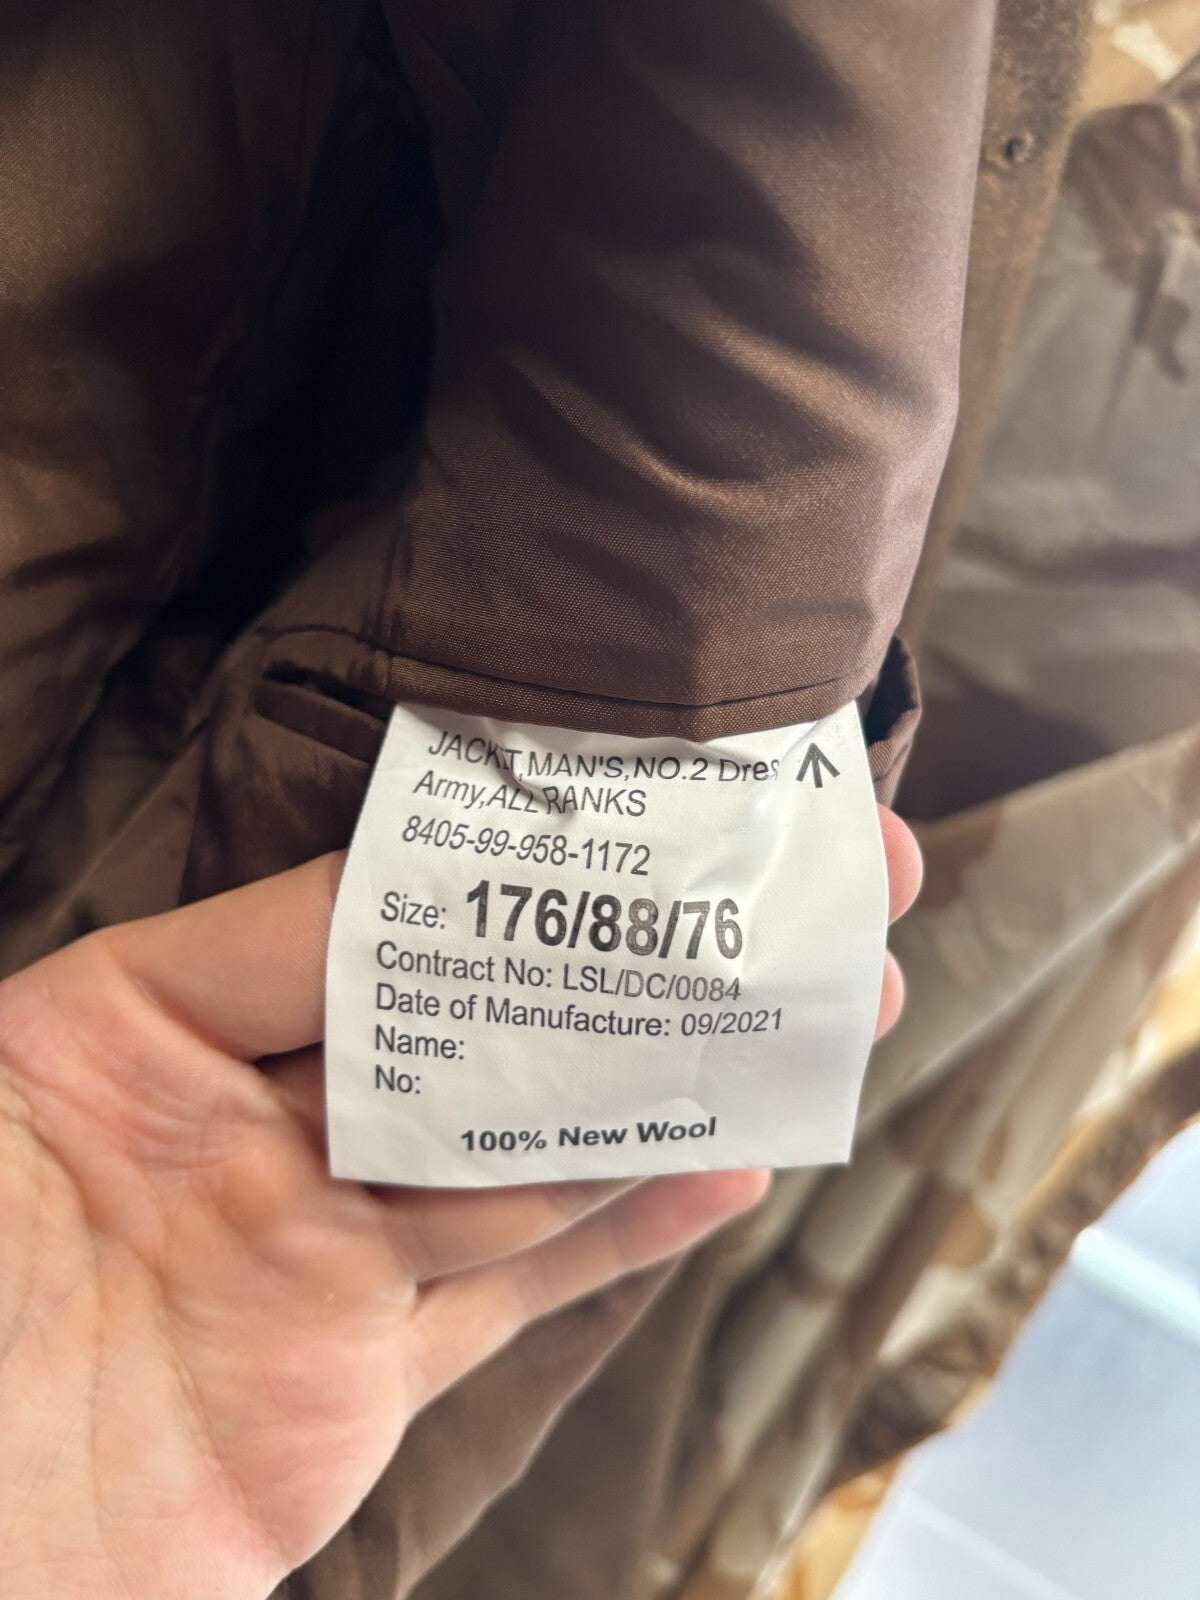 JACKT,MAN'S,NO.2 Dres
Army,ALL RANKS
8405-99-958-1172
Size: 176/88/76
Contract No: LSL/DC/0084
Date of Manufacture: 09/2021
Name:
No:
100% New Wool